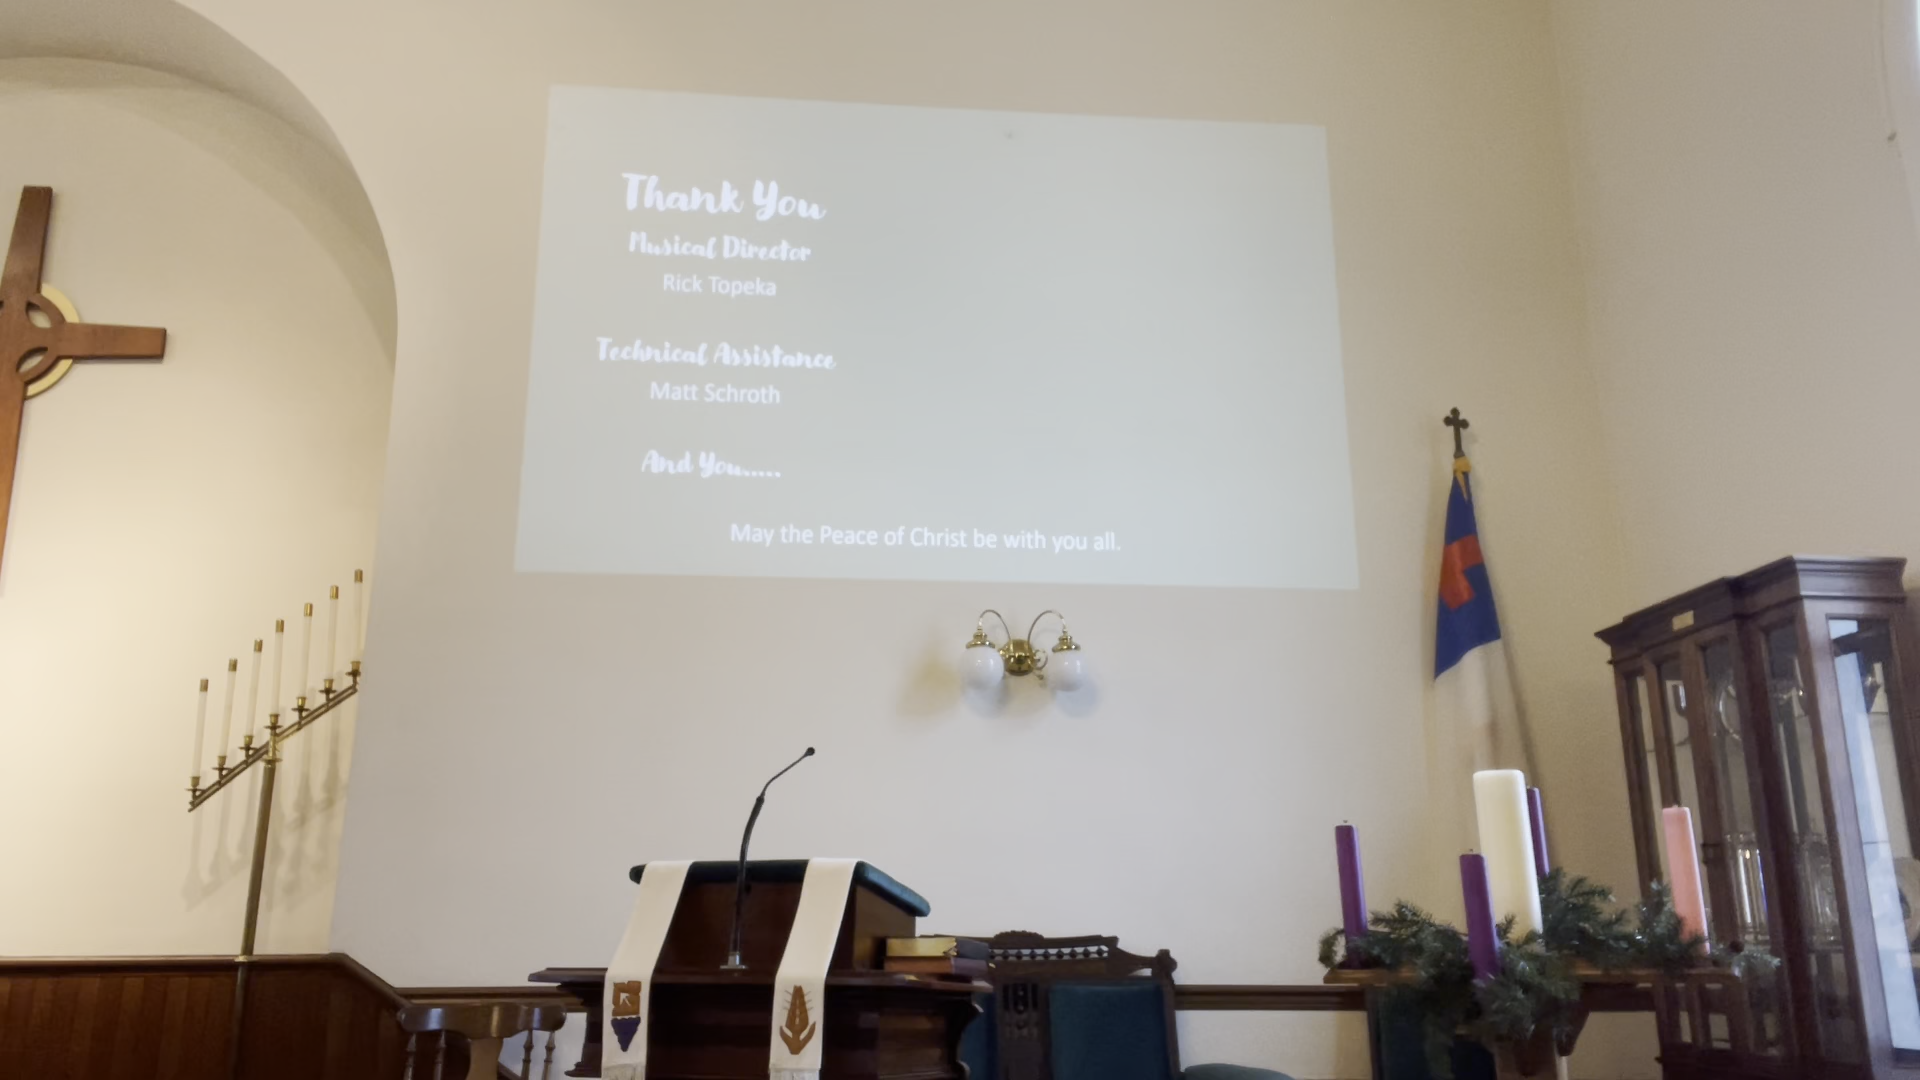 Thank You
Musical Director
Rick Topeka
Technical Assistance
Matt Schroth
And You.....
May the Peace of Christ be with you all.